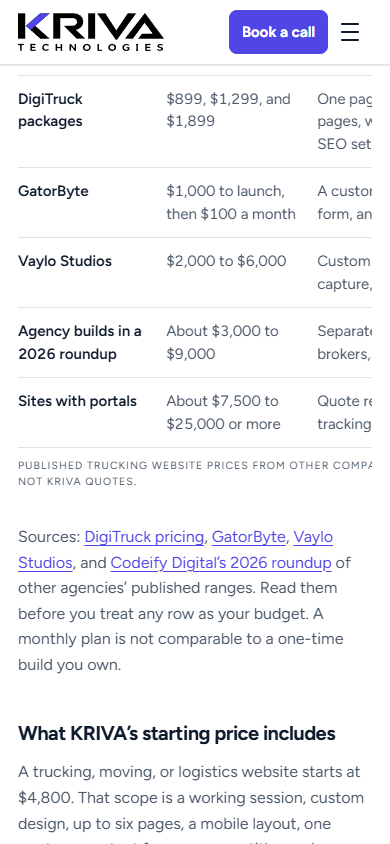 KRIVA
TECHNOLOGIES
Book a call
DigiTruck packages
$899, $1,299, and $1,899
One
pages,
SEO set
GatorByte
$1,000 to launch, then $100 a month
A
form,
Vaylo Studios
$2,000 to $6,000
Custom
capture,
Agency builds in a 2026 roundup
About $3,000 to $9,000
brokers,
Sites with portals
About $7,500 to $25,000 or more
Quote
tracking
PUBLISHED TRUCKING WEBSITE PRICES FROM OTHER
NOT KRIVA QUOTES.
Sources: DigiTruck pricing, GatorByte, Vaylo
Studios, and Codeify Digital’s 2026 roundup of
other agencies’ published ranges. Read them
before you treat any row as your budget. A
monthly plan is not comparable to a one-time
build you own.
What KRIVA’s starting price includes
A trucking, moving, or logistics website starts at
$4,800. That scope is a working session, custom
design, up to six pages, a mobile layout, one